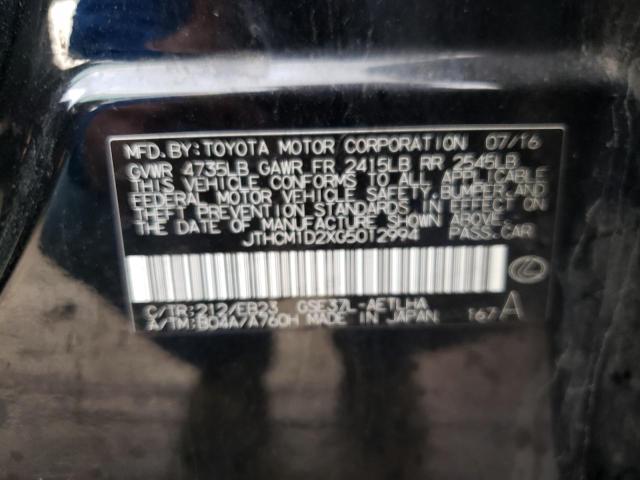 MFD.BY:TOYOTA MOTOR CORPORATION 07/16
GVWR 4735LB GAWR FR 2415LB RR 2545LB
THIS VEHICLE CONFORMS TO ALL APPLICABLE
FEDERAL MOTOR VEHICLE SAFETY,BUMPER,AND
THEFT PREVENTION STANDARDS IN EFFECT ON
THE DATE OF MANUFACTURE SHOWN ABOVE.
JTHCM1D2XG5012994 PASS.CAR
C/TR:212/EB23 GSE37L-AETLHA
A/TM:B04A/A760H MADE IN JAPAN 167 A